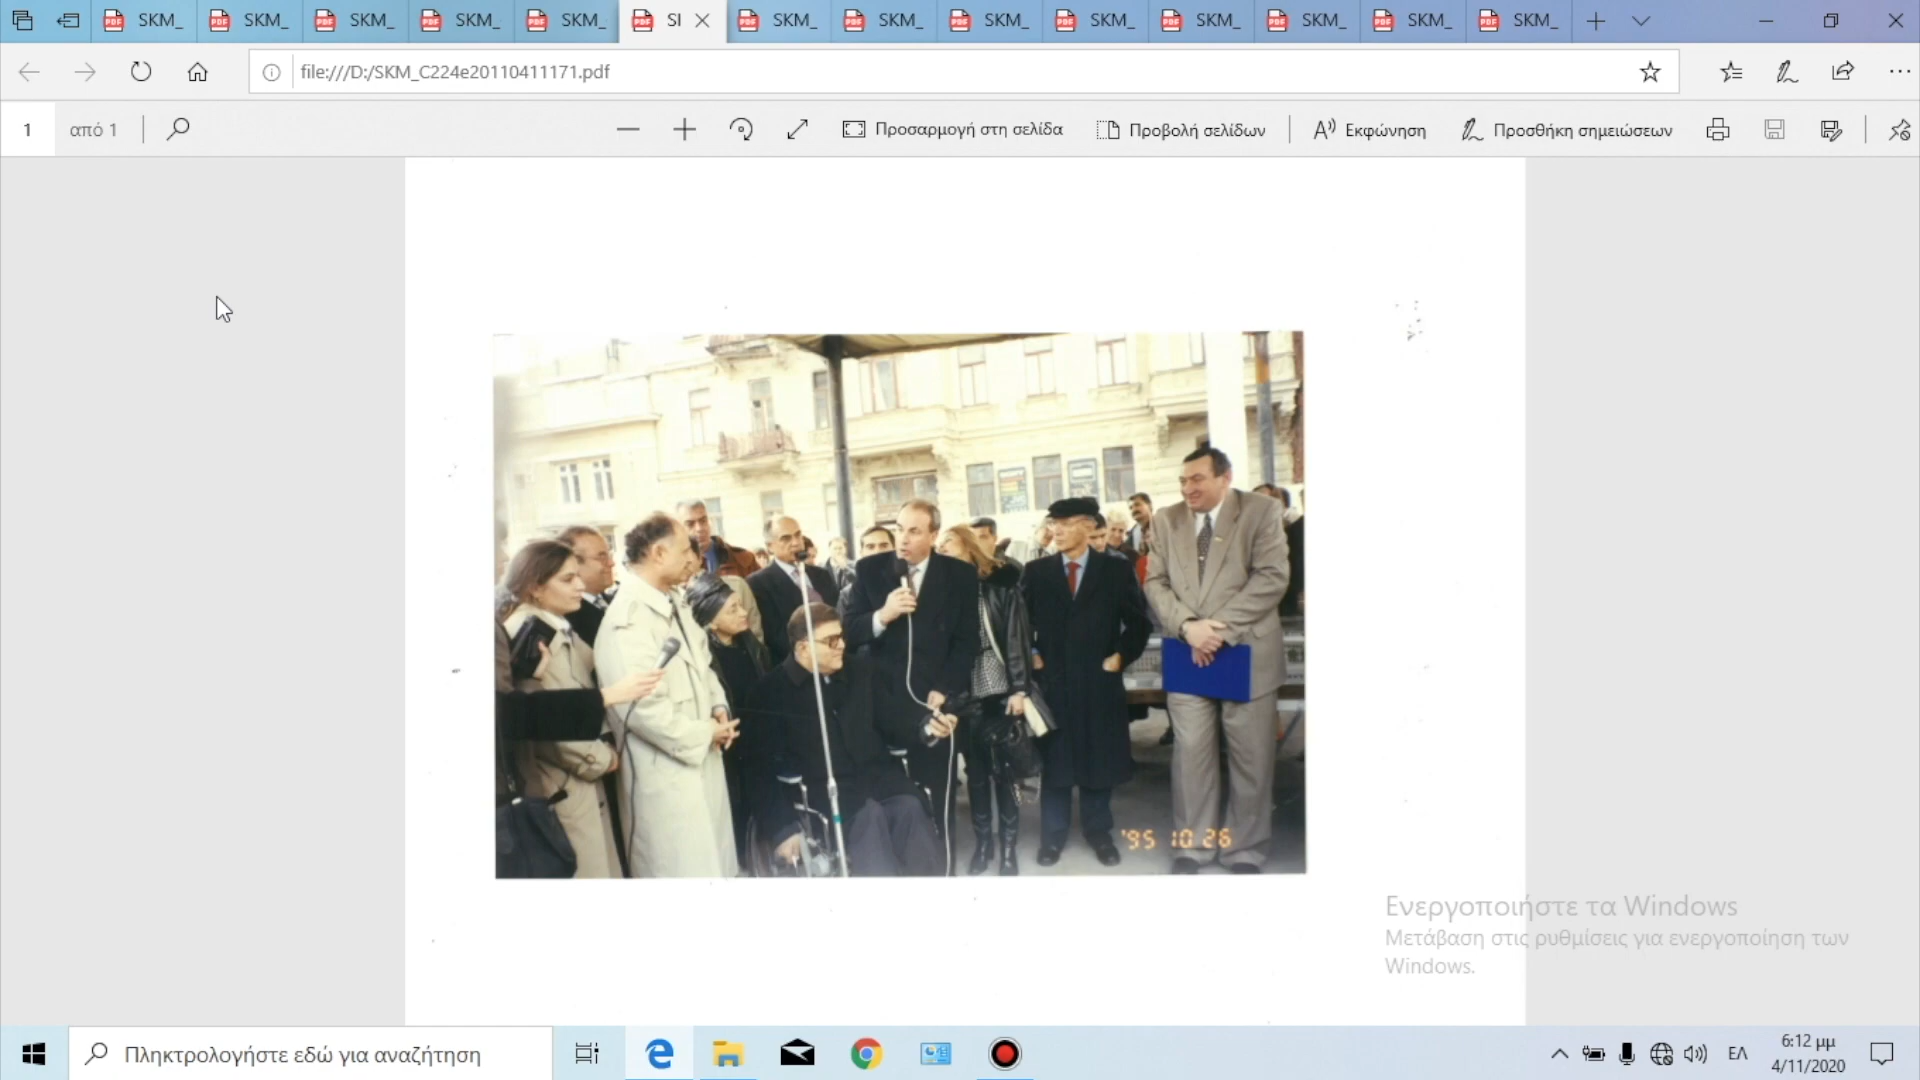 SKM_ SKM_ SKM_ SKM_ SKM_ SI SKM_ SKM_ SKM_ SKM_ SKM_ SKM_ SKM_ SKM_
file:///D:/SKM_C224e20110411171.pdf
1 από 1 Προσαρμογή στη σελίδα Προβολή σελίδων Εκφώνηση Προσθήκη σημειώσεων
'95 10 26
Ενεργοποιήστε τα Windows
Μετάβαση στις ρυθμίσεις για ενεργοποίηση των
Windows.
Πληκτρολογήστε εδώ για αναζήτηση
ΕΛ
6:12 μμ
4/11/2020